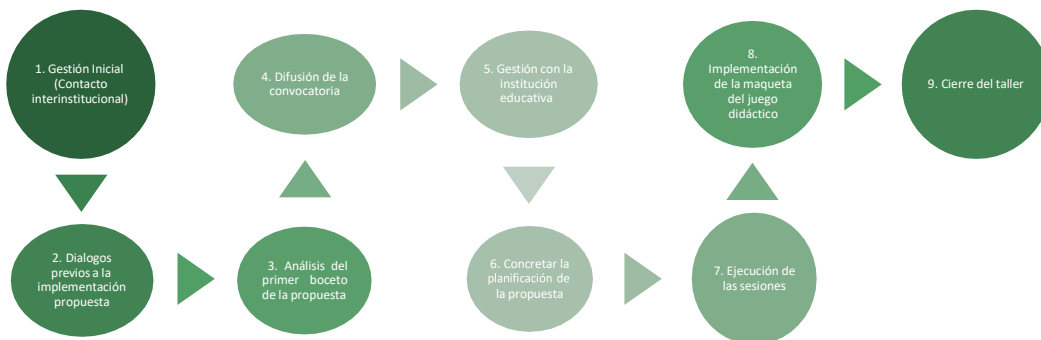 1. Gestión Inicial
(Contacto
interinstitucional)
2. Dialogos
previos a la
implementación
propuesta
3. Análisis del
primer boceto
de la propuesta
4. Difusión de la
convocatoria
5. Gestión con la
institución
educativa
6. Concretar la
planificación de
la propuesta
7. Ejecución de
las sesiones
8.
Implementación
de la maqueta
del juego
didáctico
9. Cierre del taller